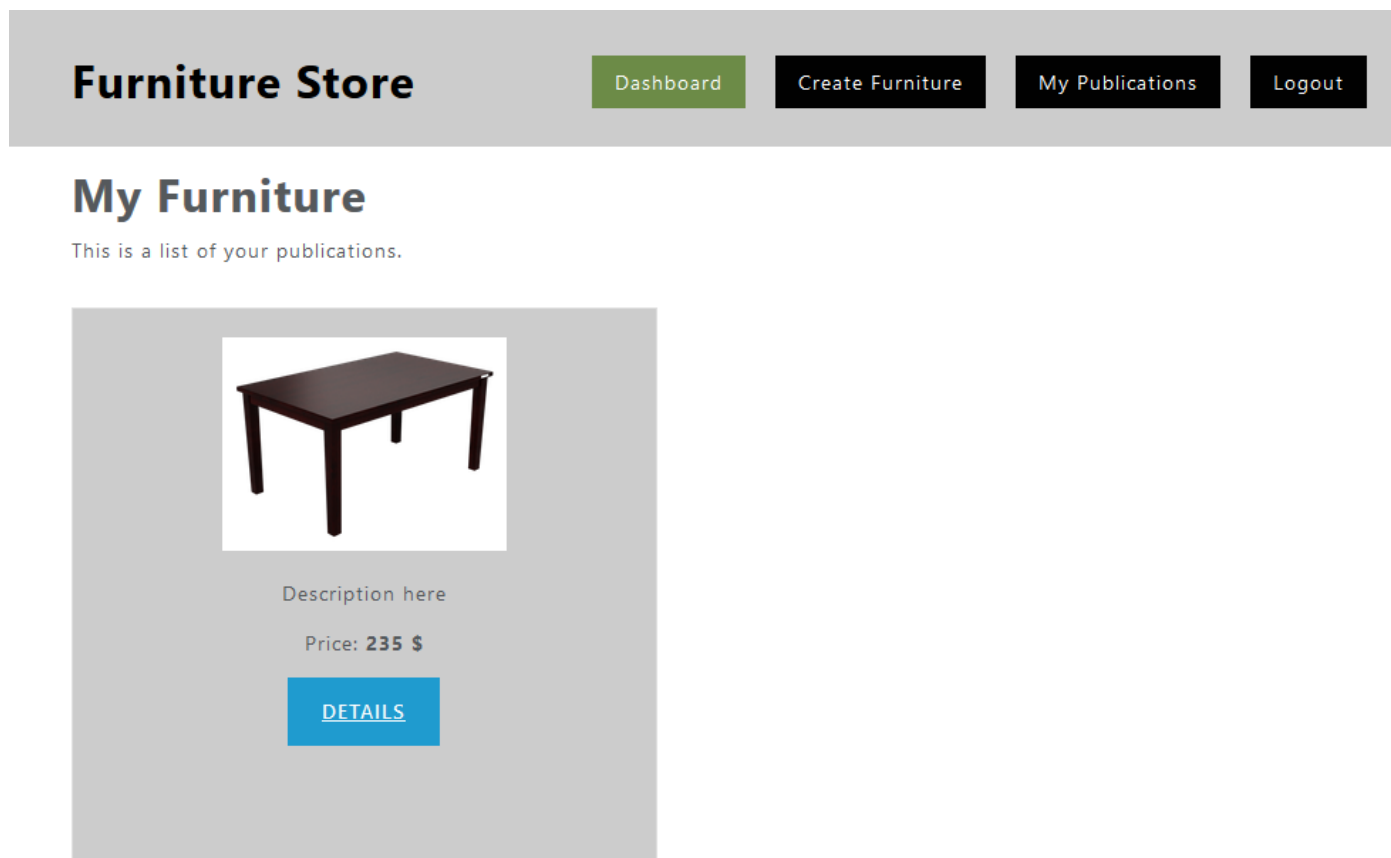 Furniture Store
Dashboard
Create Furniture
My Publications
Logout
My Furniture
This is a list of your publications.
Description here
Price: 235 $
DETAILS